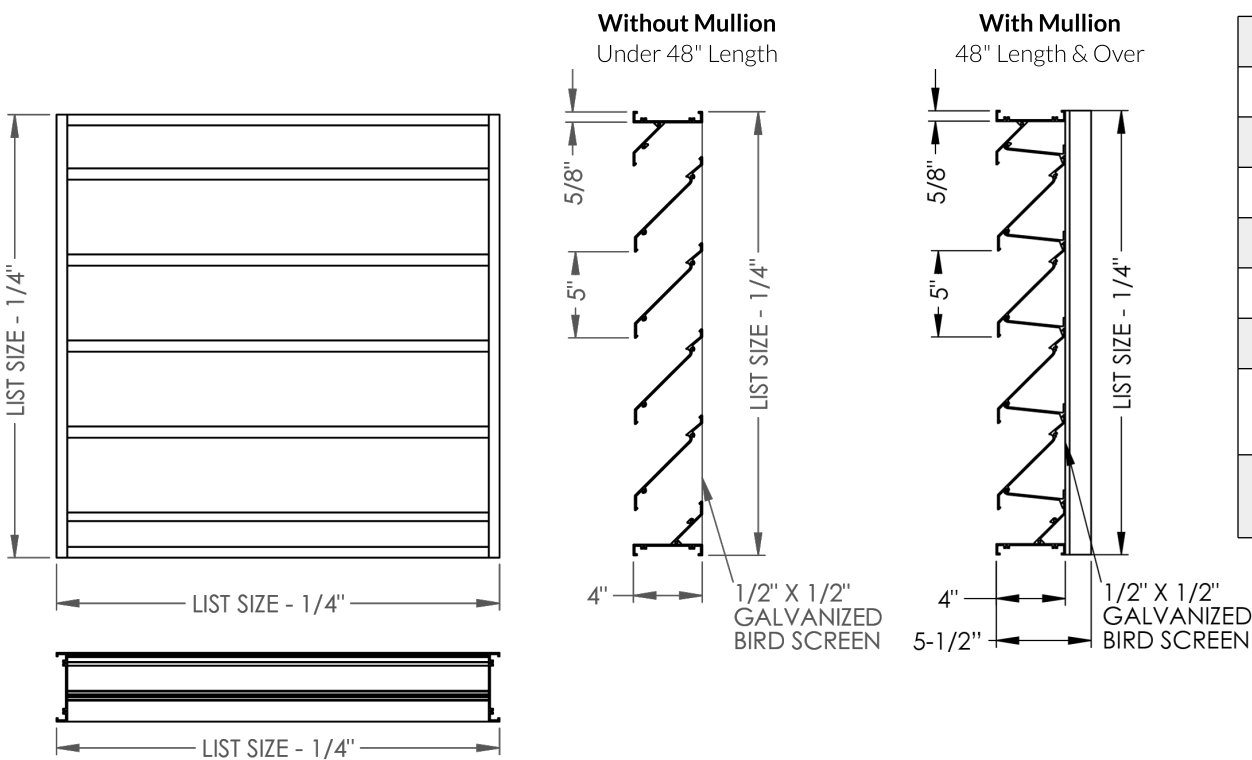 Without Mullion
Under 48" Length
With Mullion
48" Length & Over
LIST SIZE - 1/4"
LIST SIZE - 1/4"
LIST SIZE - 1/4"
5/8"
5"
LIST SIZE - 1/4"
4"
1/2" X 1/2"
GALVANIZED
BIRD SCREEN
5/8"
5"
LIST SIZE - 1/4"
4"
5-1/2"
1/2" X 1/2"
GALVANIZED
BIRD SCREEN